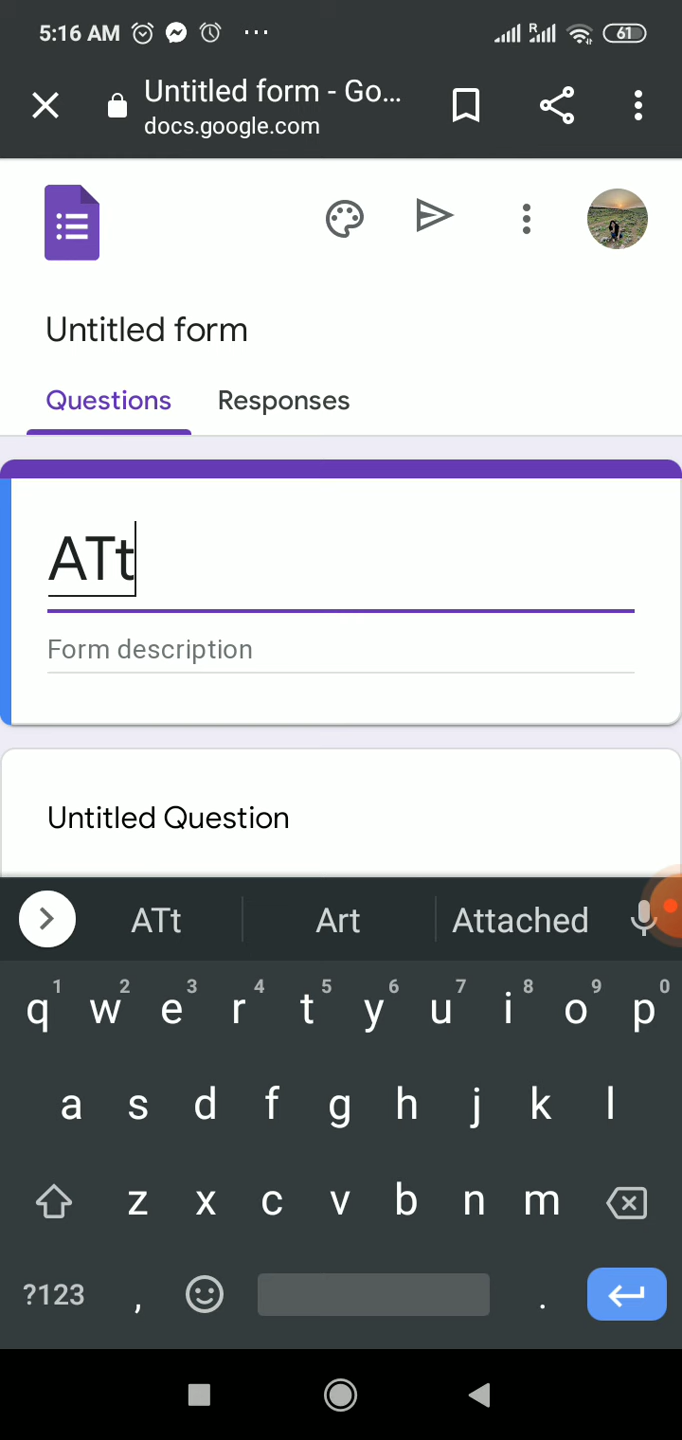 5:16 AM ... R 61
Untitled form - Go...
docs.google.com
Untitled form
Questions Responses
ATt
Form description
Untitled Question
ATt Art Attached
1 2 3 4 5 6 7 8 9 0
q w e r t y u i o p
a s d f g h j k l
z x c v b n m
?123 , .